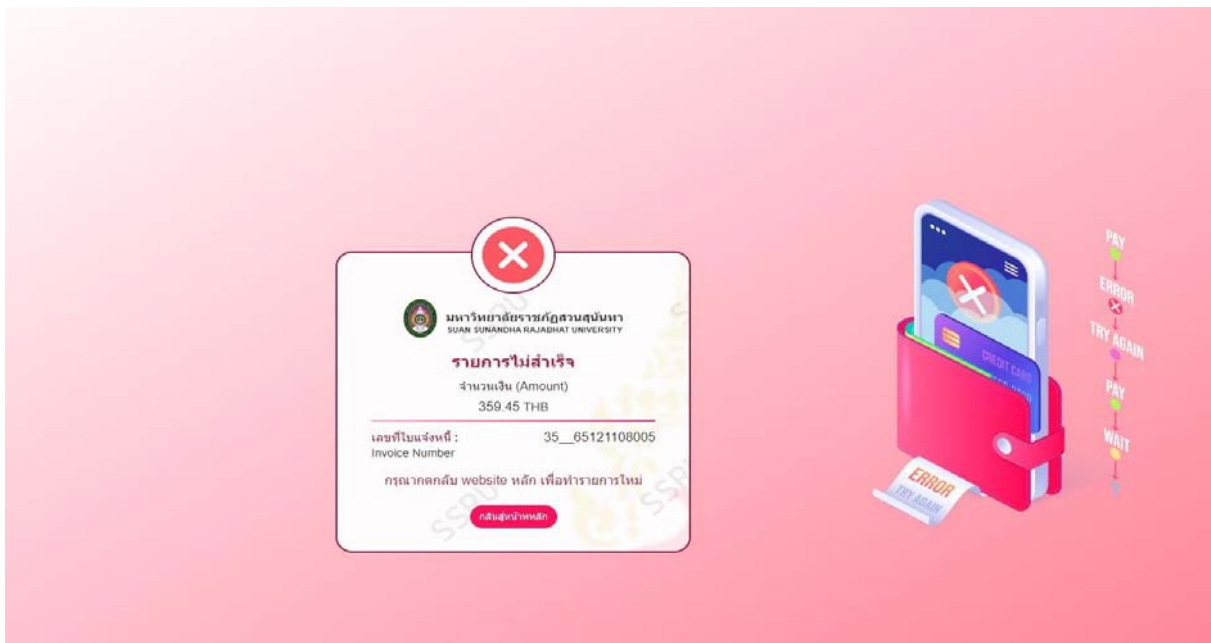 มหาวิทยาลัยราชภัฏสวนสุนันทา
SUAN SUNANDHA RAJABHAT UNIVERSITY
รายการไม่สำเร็จ
จำนวนเงิน (Amount)
359.45 THB
เลขที่ใบแจ้งหนี้ : 35__65121108005
Invoice Number
กรุณากดกลับ website หลัก เพื่อทำรายการใหม่
กลับสู่หน้าหลัก
SSRU
SSRU
CREDIT CARD
ERROR
TRY AGAIN
PAY
ERROR
TRY AGAIN
PAY
WAIT